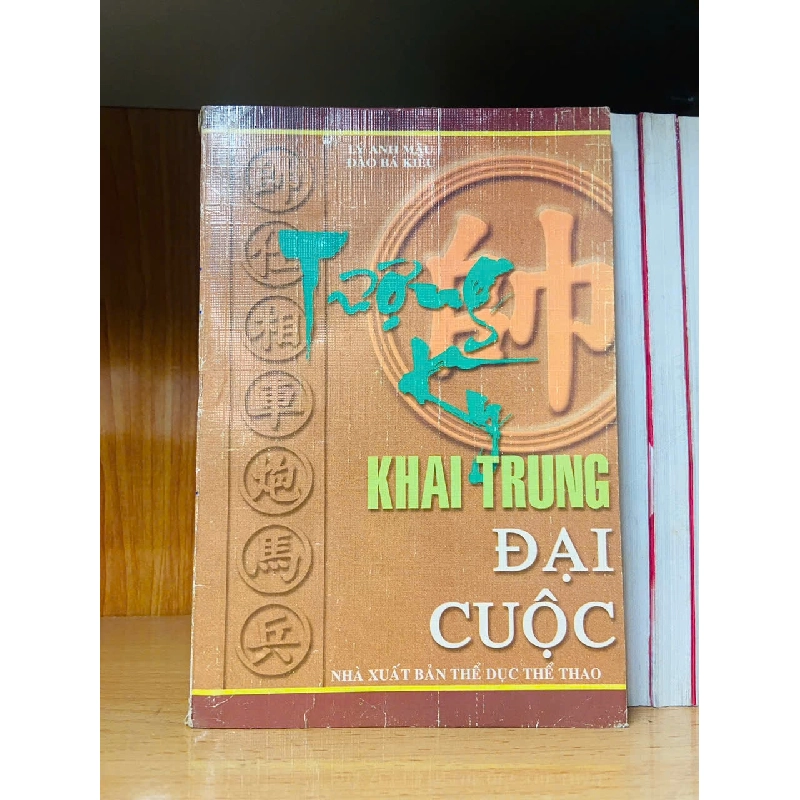 LÝ ANH MẬU
ĐÀO BÁ KIỀU
Tượng
Kỳ
帥
KHAI TRUNG
ĐẠI
CUỘC
NHÀ XUẤT BẢN THỂ DỤC THỂ THAO
帥
仕
相
車
炮
馬
兵